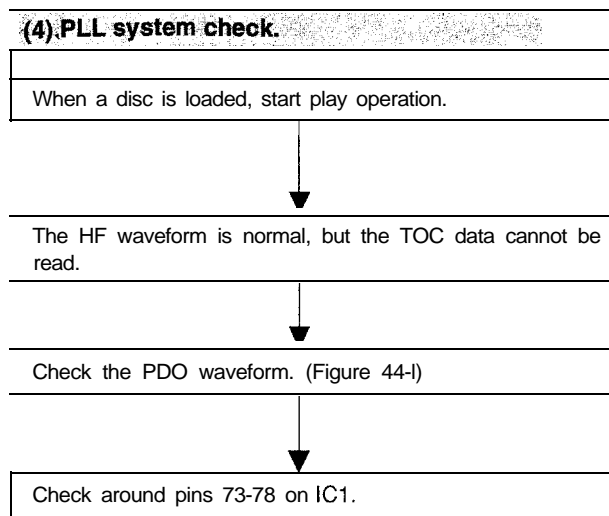 (4).PLL system check.
When a disc is loaded, start play operation.
The HF waveform is normal, but the TOC data cannot be
read.
Check the PDO waveform. (Figure 44-l)
Check around pins 73-78 on IC1.